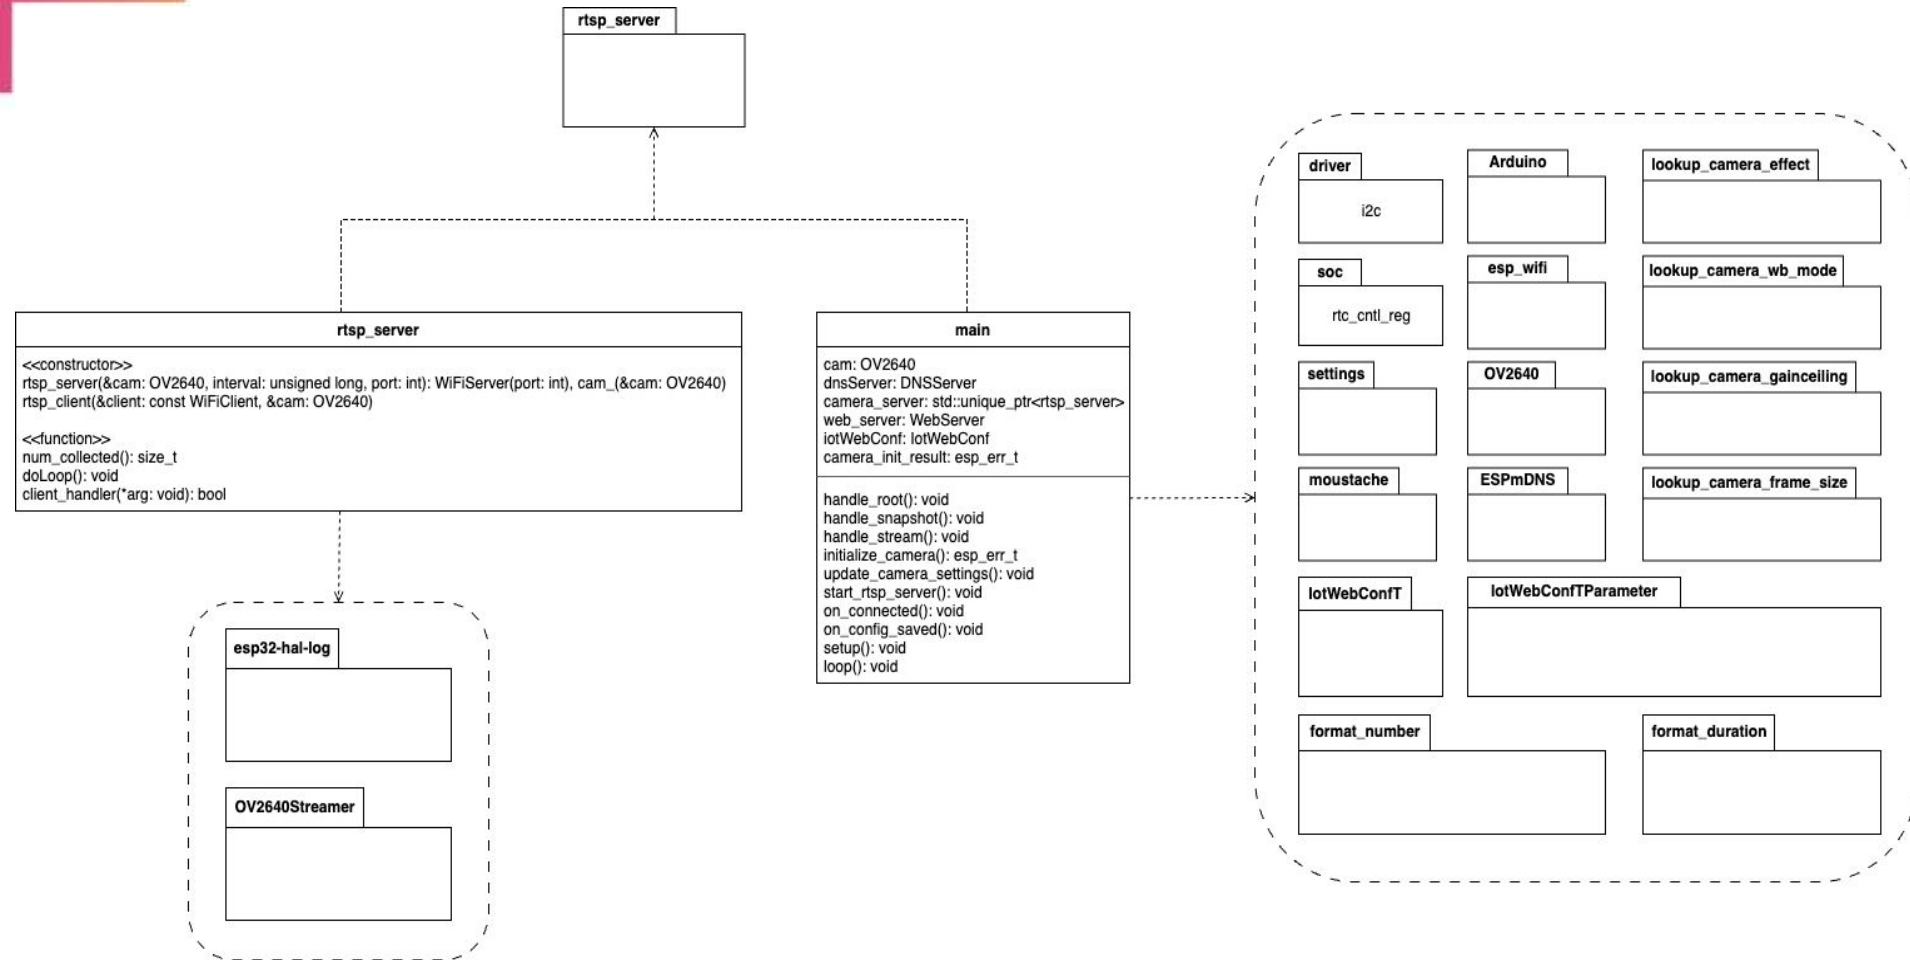 rtsp_server
rtsp_server
<<constructor>>
rtsp_server(&cam: OV2640, interval: unsigned long, port: int): WiFiServer(port: int), cam_(&cam: OV2640)
rtsp_client(&client: const WiFiClient, &cam: OV2640)
<<function>>
num_collected(): size_t
doLoop(): void
client_handler(*arg: void): bool
esp32-hal-log
OV2640Streamer
main
cam: OV2640
dnsServer: DNSServer
camera_server: std::unique_ptr<rtsp_server>
web_server: WebServer
iotWebConf: IotWebConf
camera_init_result: esp_err_t
handle_root(): void
handle_snapshot(): void
handle_stream(): void
initialize_camera(): esp_err_t
update_camera_settings(): void
start_rtsp_server(): void
on_connected(): void
on_config_saved(): void
setup(): void
loop(): void
driver
i2c
Arduino
lookup_camera_effect
soc
rtc_cntl_reg
esp_wifi
lookup_camera_wb_mode
settings
OV2640
lookup_camera_gainceiling
moustache
ESPmDNS
lookup_camera_frame_size
IotWebConfT
IotWebConfTParameter
format_number
format_duration